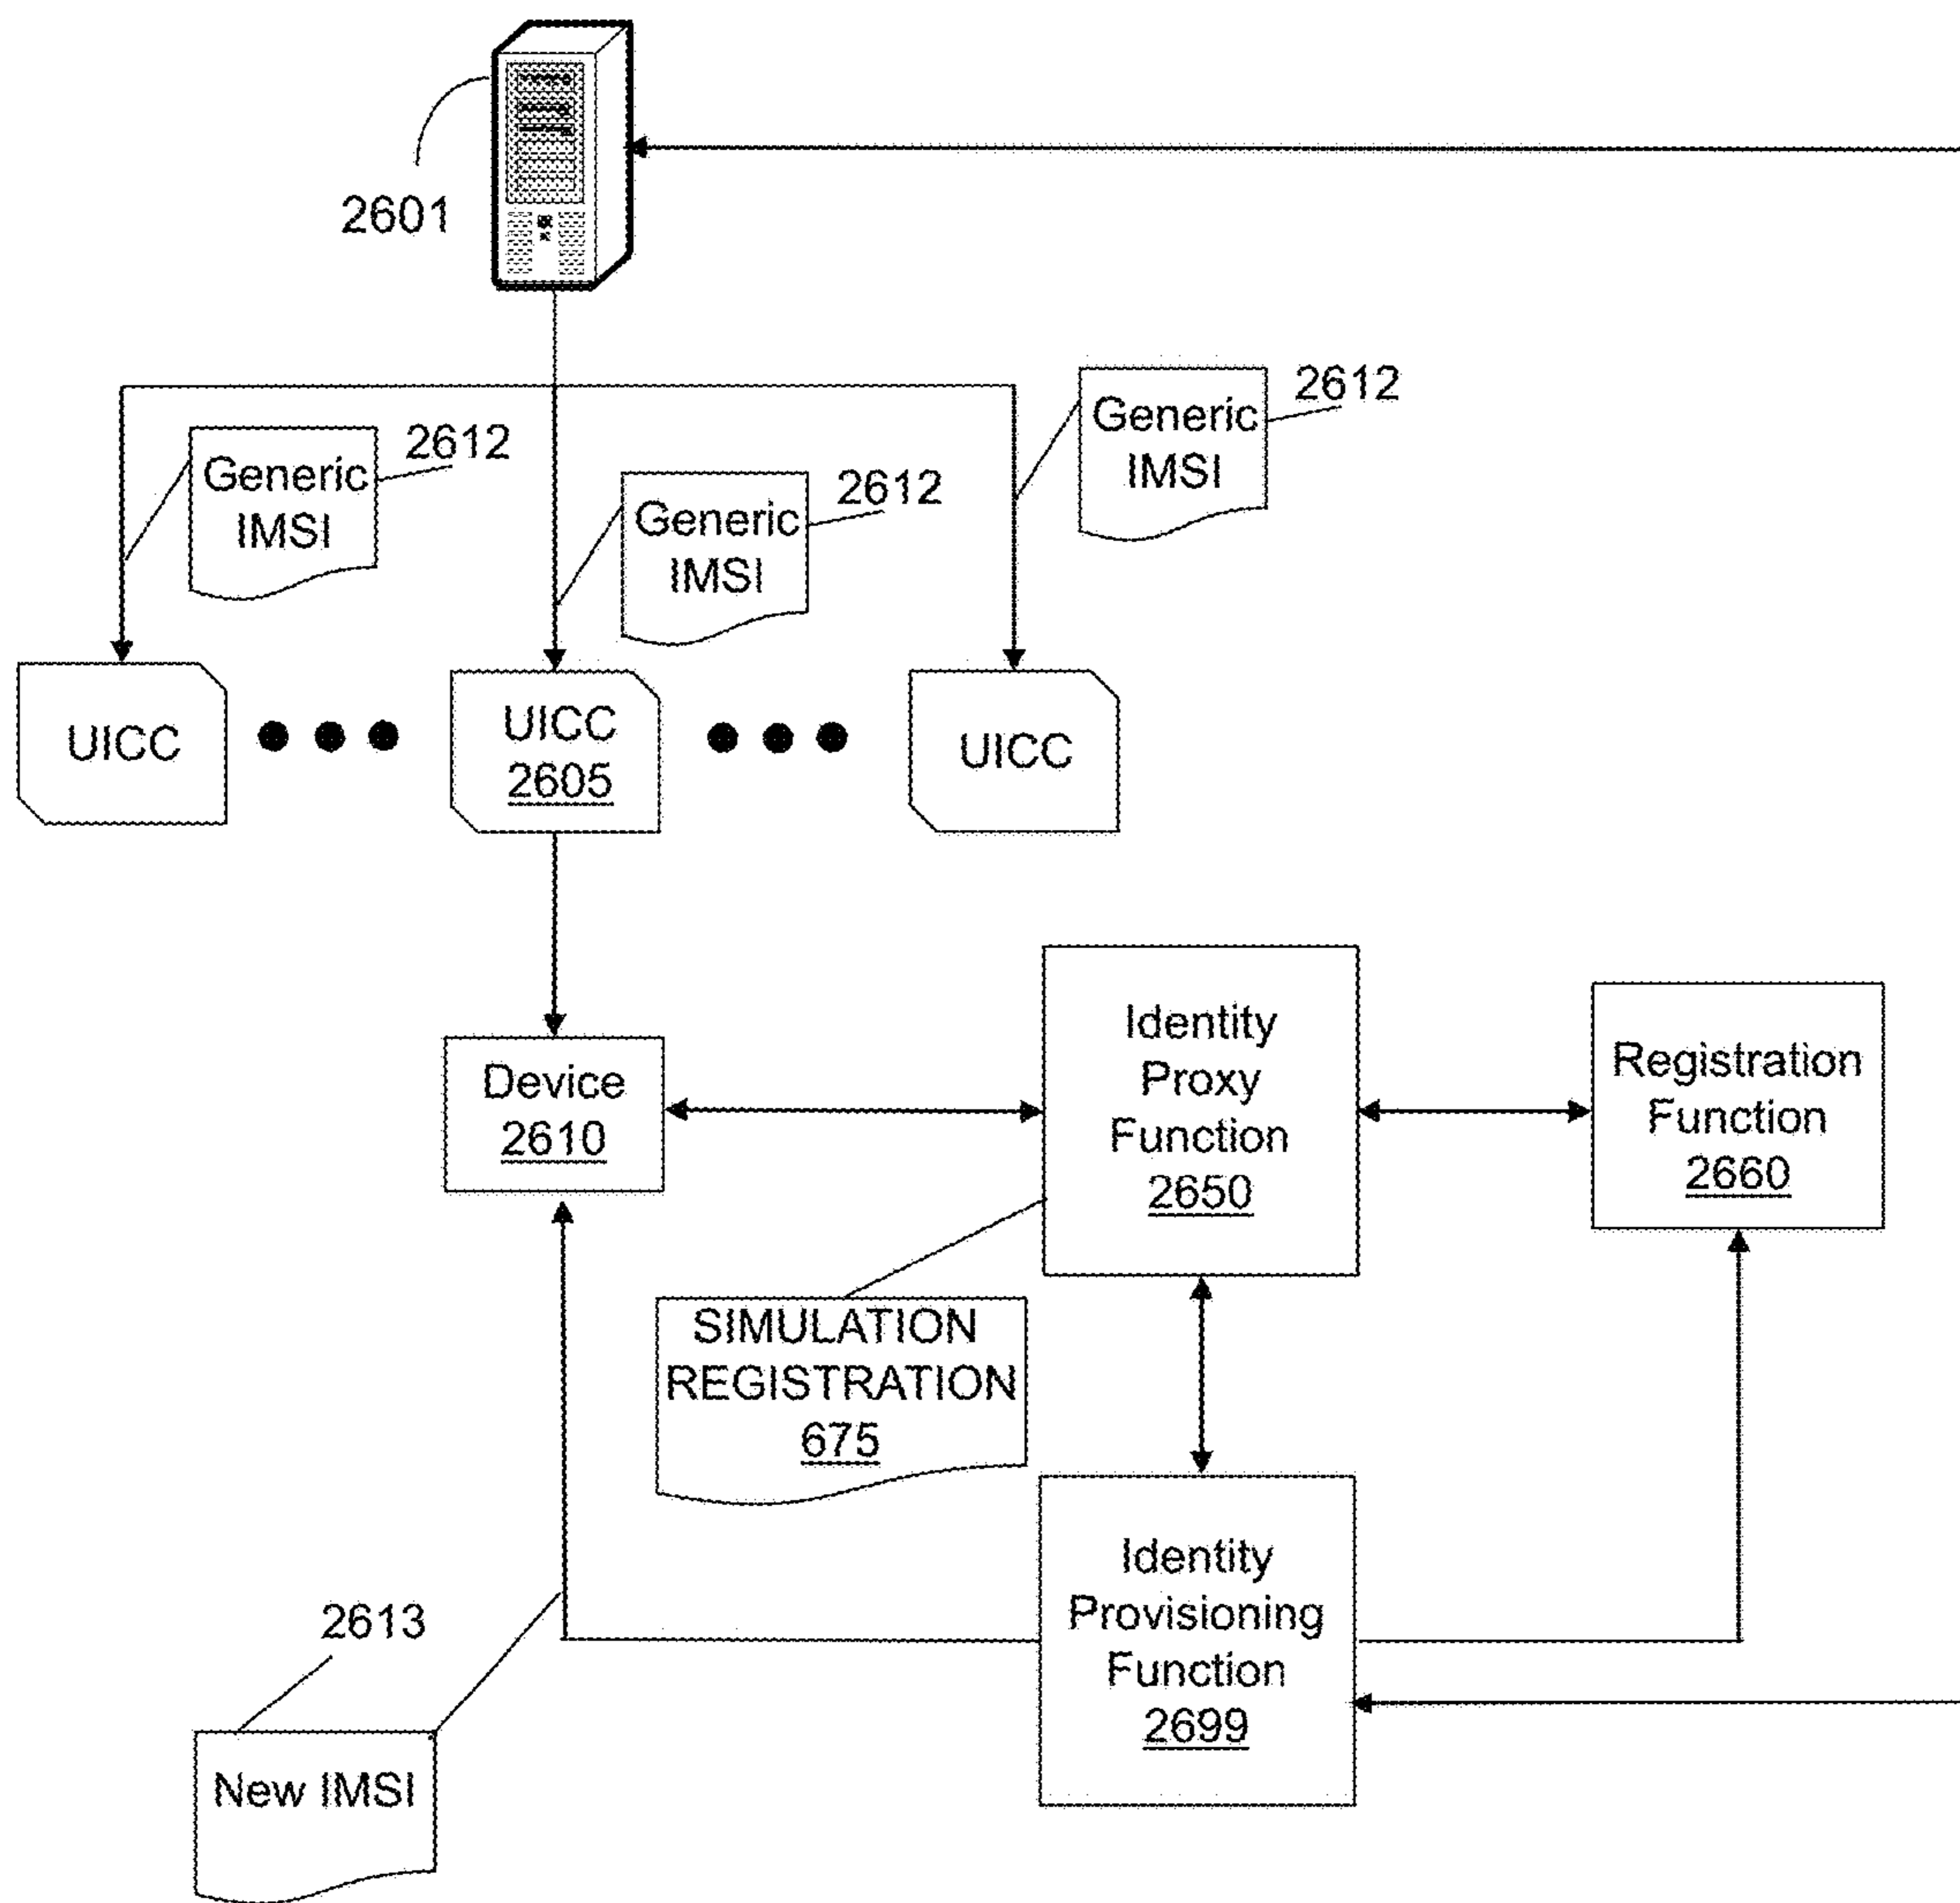 2601
2612
Generic
IMSI
2612
Generic
IMSI
2612
Generic
IMSI
UICC
UICC
2605
UICC
Device
2610
Identity
Proxy
Function
2650
Registration
Function
2660
SIMULATION
REGISTRATION
675
Identity
Provisioning
Function
2699
2613
New IMSI